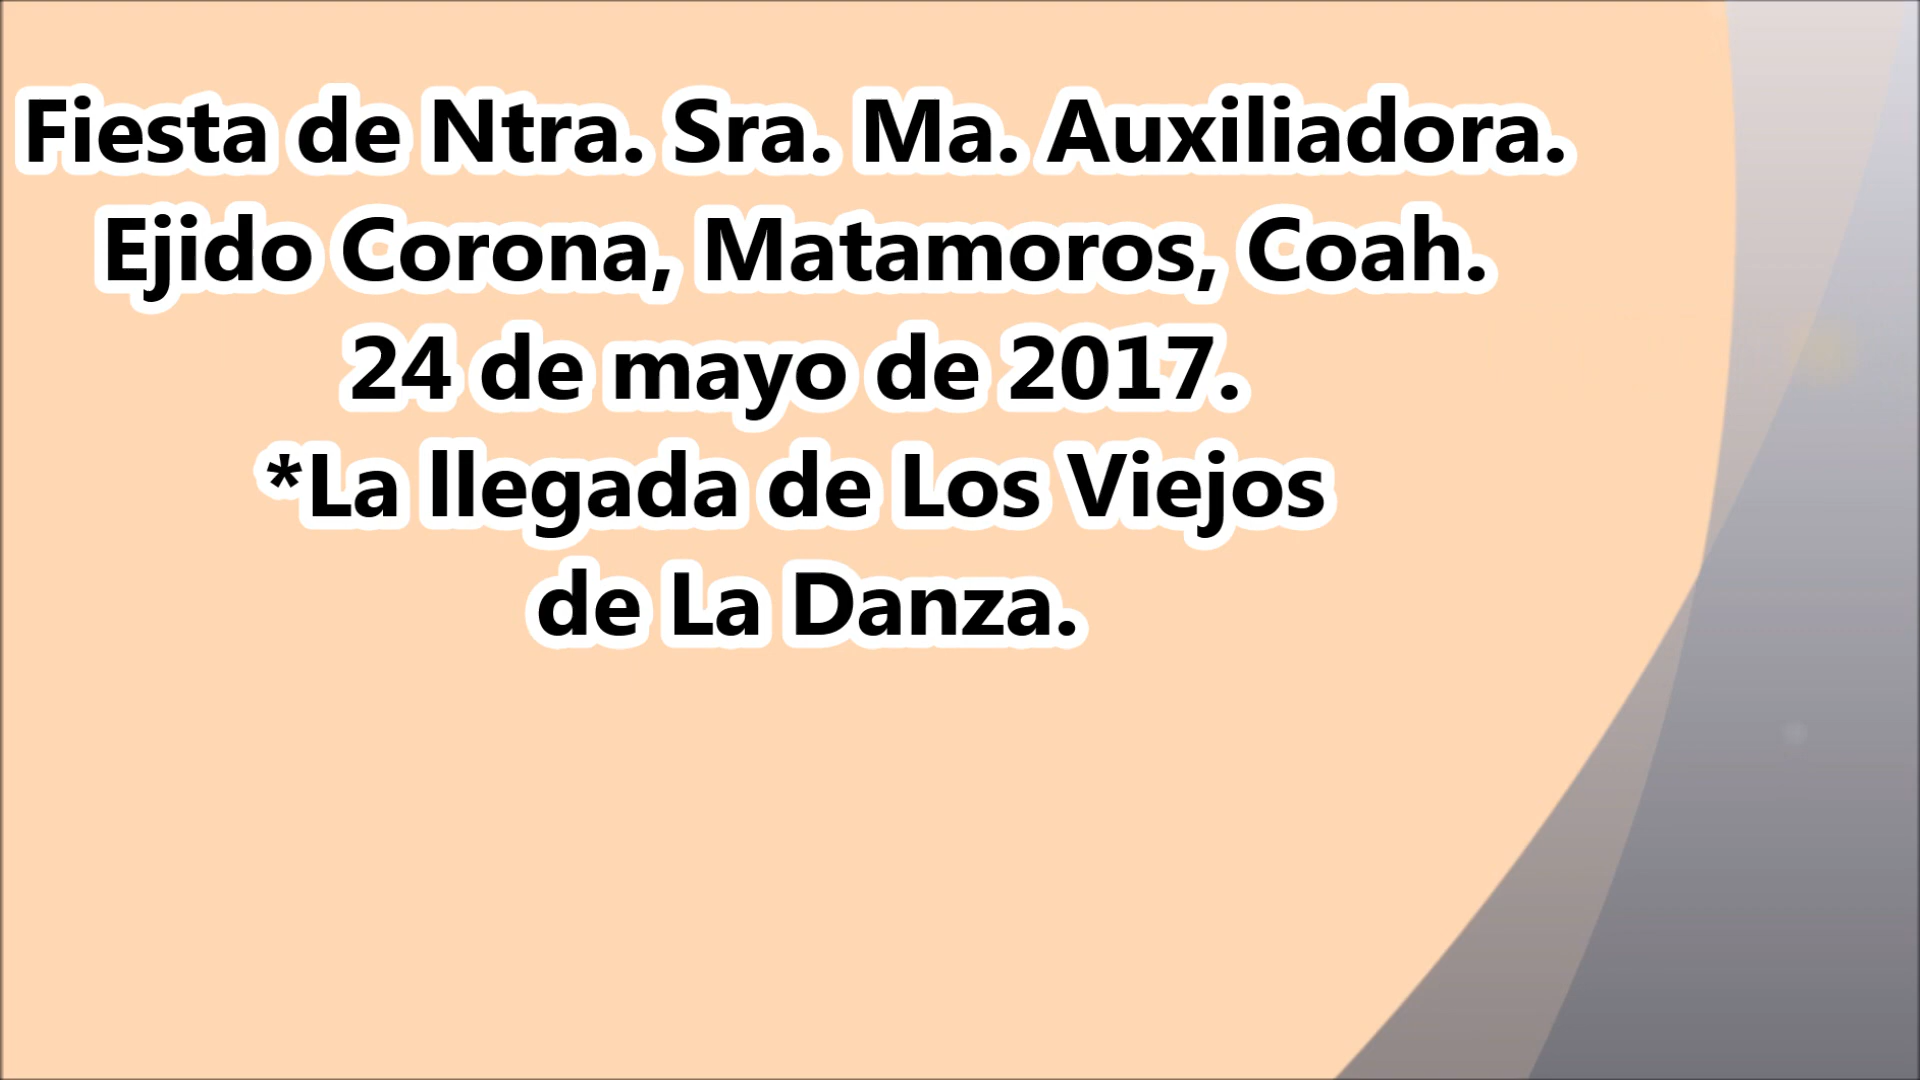 Fiesta de Ntra. Sra. Ma. Auxiliadora.
Ejido Corona, Matamoros, Coah.
24 de mayo de 2017.
*La llegada de Los Viejos
de La Danza.